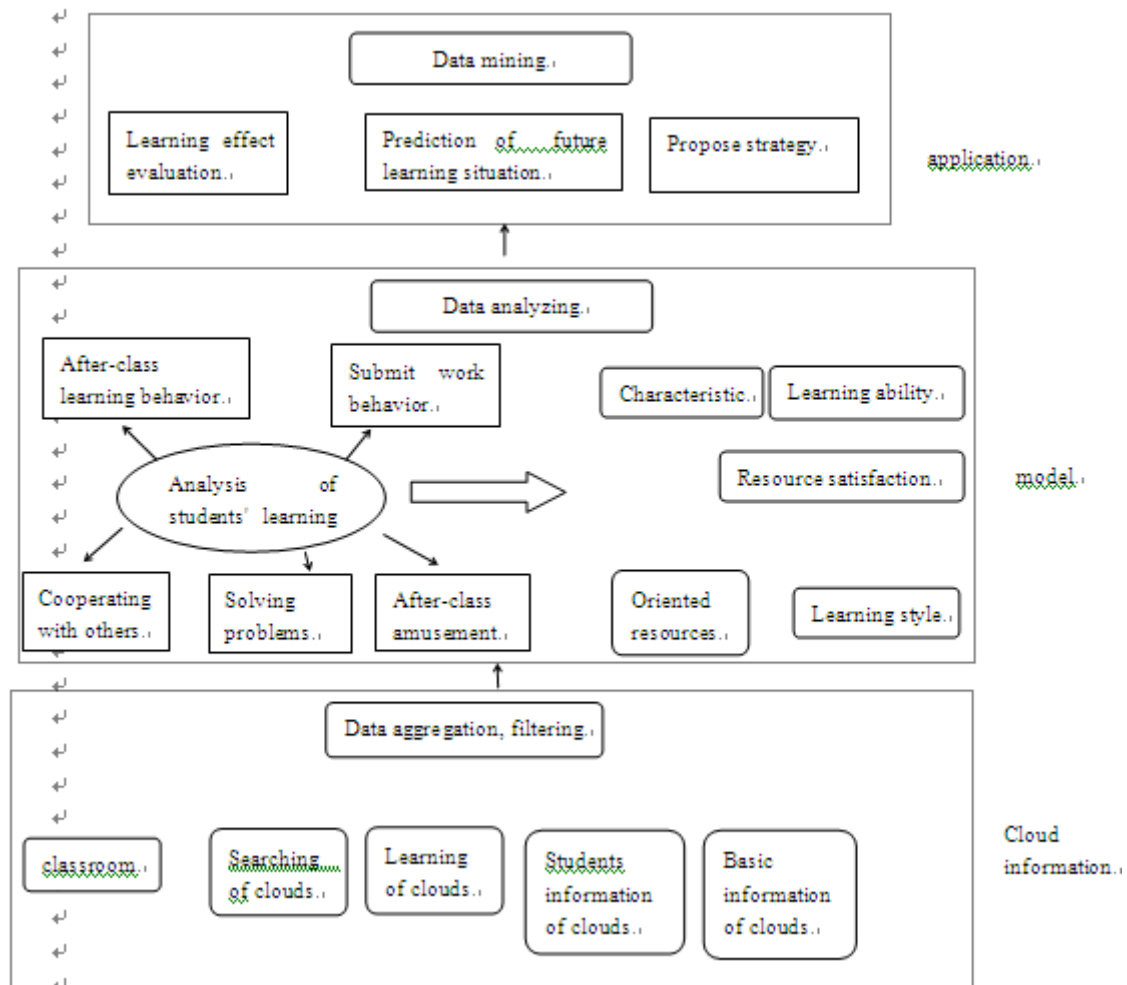 Data mining.
Learning effect
evaluation.
Prediction of future
learning situation.
Propose strategy.
application.
Data analyzing.
After-class
learning behavior.
Submit work
behavior.
Characteristic.
Learning ability.
Analysis of
students' learning
Resource satisfaction.
model.
Cooperating
with others.
Solving
problems.
After-class
amusement.
Oriented
resources.
Learning style.
Data aggregation, filtering.
classroom.
Searching
of clouds.
Learning
of clouds.
Students
information
of clouds.
Basic
information
of clouds.
Cloud
information.